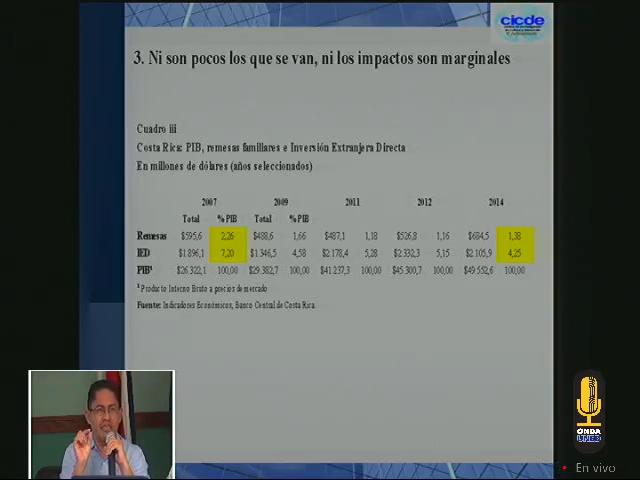 cicde
3. Ni son pocos los que se van, ni los impactos son marginales
Cuadro iii
Costa Rica: PIB, remesas familiares e Inversión Extranjera Directa
En millones de dólares (años seleccionados)
2007 2009 2011 2012 2014
Total % PIB Total % PIB
Remesas $595,6 2,26 $488,6 1,66 $487,1 1,18 $526,8 1,16 $684,5 1,38
IED $1.896,1 7,20 $1.346,5 4,58 $2.178,4 5,28 $2.332,3 5,15 $2.105,9 4,25
PIB¹ $26.322,1 100,00 $29.382,7 100,00 $41.237,3 100,00 $45.300,7 100,00 $49.552,6 100,00
¹ Producto Interno Bruto a precios de mercado
Fuente: Indicadores Económicos, Banco Central de Costa Rica.
ONDA
UNED
En vivo